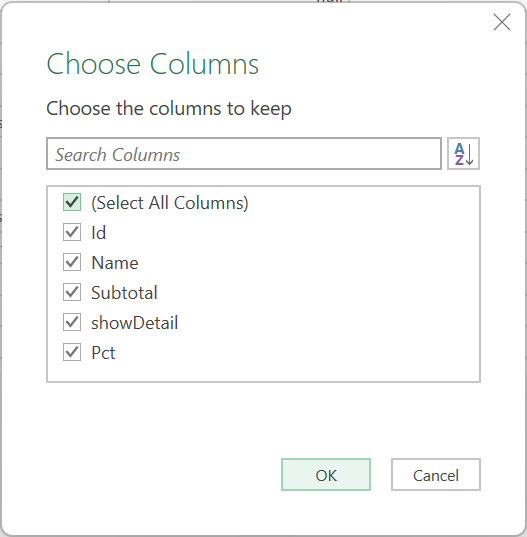 Choose Columns
Choose the columns to keep
Search Columns
AZ
(Select All Columns)
Id
Name
Subtotal
showDetail
Pct
OK Cancel